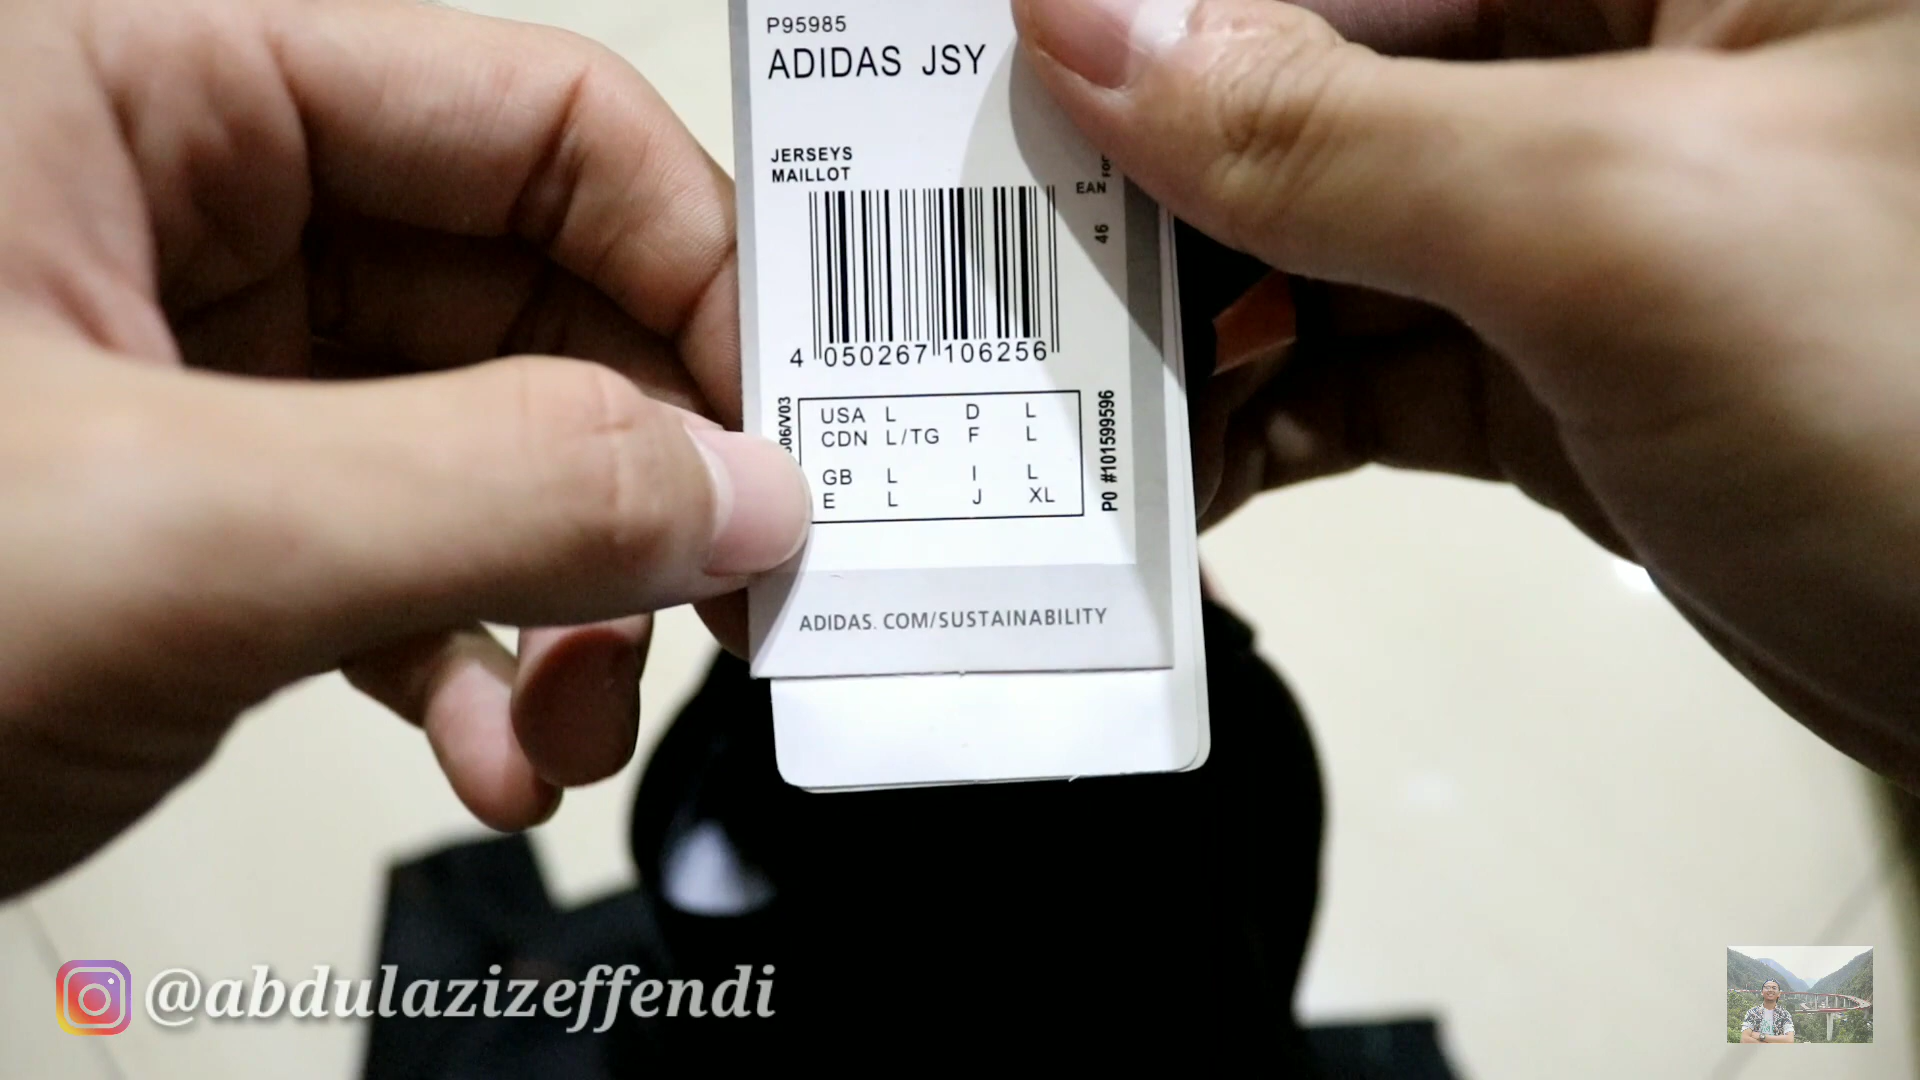 P95985
ADIDAS JSY
JERSEYS
MAILLOT
EAN
46
4 050267 106256
USA L D L
CDN L/TG F L
GB L I L
E L J XL
PO #101599596
ADIDAS.COM/SUSTAINABILITY
@abdulazizeffendi